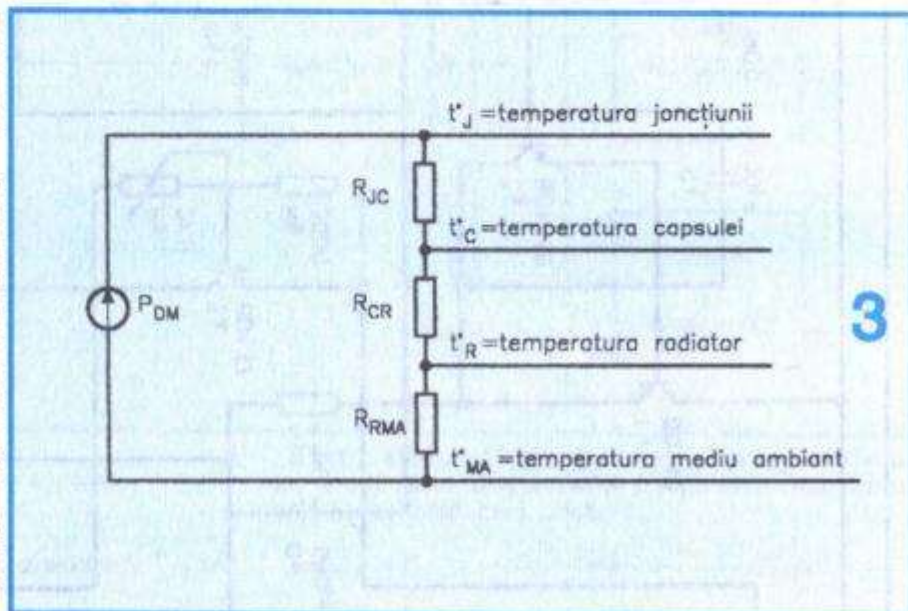 t°J=temperatura joncțiunii
RJC
t°C=temperatura capsulei
PDM
RCR
3
t°R=temperatura radiator
RRMA
t°MA=temperatura mediu ambiant